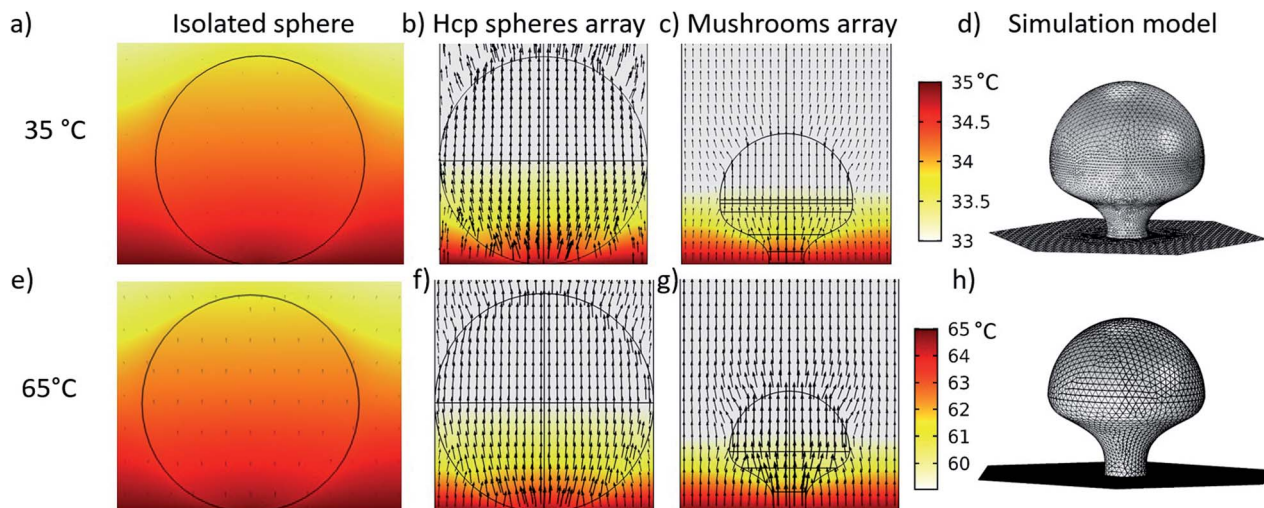 a) Isolated sphere b) Hcp spheres array c) Mushrooms array d) Simulation model
35 °C
35 °C
34.5
34
33.5
33
e) f) g) h)
65°C
65 °C
64
62
61
60